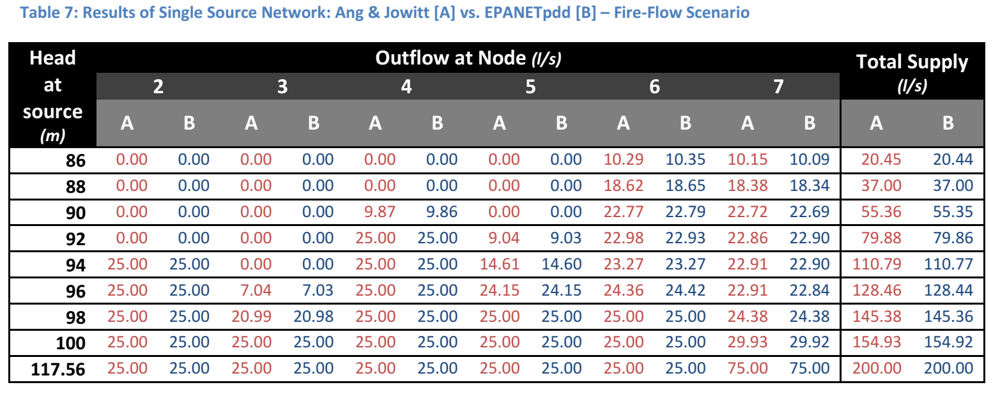 Table 7: Results of Single Source Network: Ang & Jowitt [A] vs. EPANETpdd [B] – Fire-Flow Scenario
Head at source (m) Outflow at Node (l/s) Total Supply (l/s)
2 3 4 5 6 7
A B A B A B A B A B A B A B
86 0.00 0.00 0.00 0.00 0.00 0.00 0.00 0.00 10.29 10.35 10.15 10.09 20.45 20.44
88 0.00 0.00 0.00 0.00 0.00 0.00 0.00 0.00 18.62 18.65 18.38 18.34 37.00 37.00
90 0.00 0.00 0.00 0.00 9.87 9.86 0.00 0.00 22.77 22.79 22.72 22.69 55.36 55.35
92 0.00 0.00 0.00 0.00 25.00 25.00 9.04 9.03 22.98 22.93 22.86 22.90 79.88 79.86
94 25.00 25.00 0.00 0.00 25.00 25.00 14.61 14.60 23.27 23.27 22.91 22.90 110.79 110.77
96 25.00 25.00 7.04 7.03 25.00 25.00 24.15 24.15 24.36 24.42 22.91 22.84 128.46 128.44
98 25.00 25.00 20.99 20.98 25.00 25.00 25.00 25.00 25.00 25.00 24.38 24.38 145.38 145.36
100 25.00 25.00 25.00 25.00 25.00 25.00 25.00 25.00 25.00 25.00 29.93 29.92 154.93 154.92
117.56 25.00 25.00 25.00 25.00 25.00 25.00 25.00 25.00 25.00 25.00 75.00 75.00 200.00 200.00